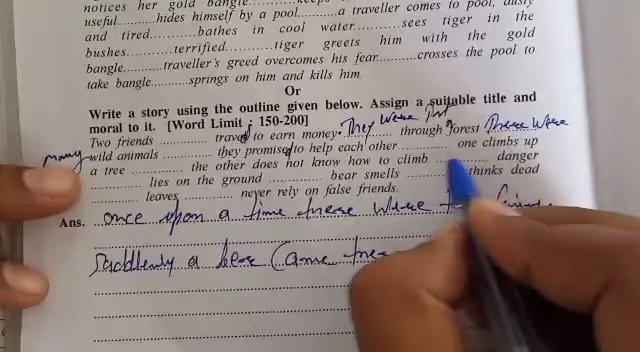 notices her gold bangle............keeps
useful............hides himself by a pool............a traveller comes to pool, dusty
and tired............bathes in cool water............sees tiger in the
bushes............terrified............tiger greets him with the gold
bangle............traveller's greed overcomes his fear............crosses the pool to
take bangle............springs on him and kills him
Or
Write a story using the outline given below. Assign a suitable title and
moral to it. [Word Limit : 150-200]
Two friends ............ traveld to earn money. They were ............ through a forest There were
many wild animals ............ they promised to help each other ............ one climbs up
a tree ............ the other does not know how to climb ............ danger
............ lies on the ground ............ bear smells ............ thinks dead
............ leaves ............ never rely on false friends.
Ans. once upon a time there where
Suddenly a bear came